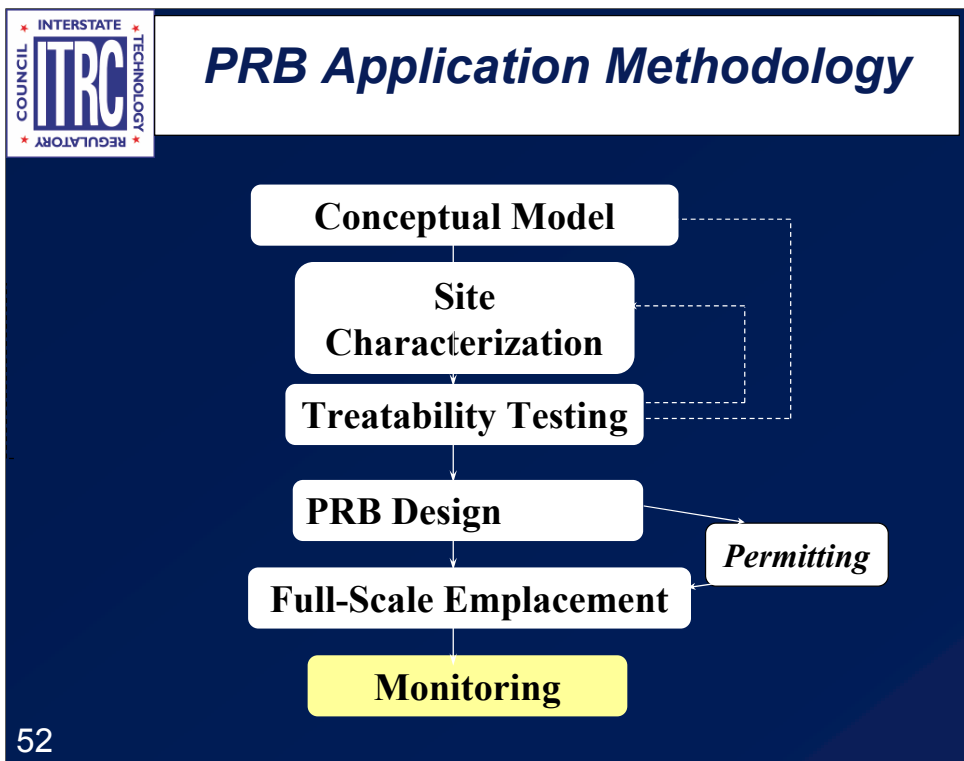 INTERSTATE
TECHNOLOGY
REGULATORY
COUNCIL
ITRC
PRB Application Methodology
Conceptual Model
Site
Characterization
Treatability Testing
PRB Design
Permitting
Full-Scale Emplacement
Monitoring
52